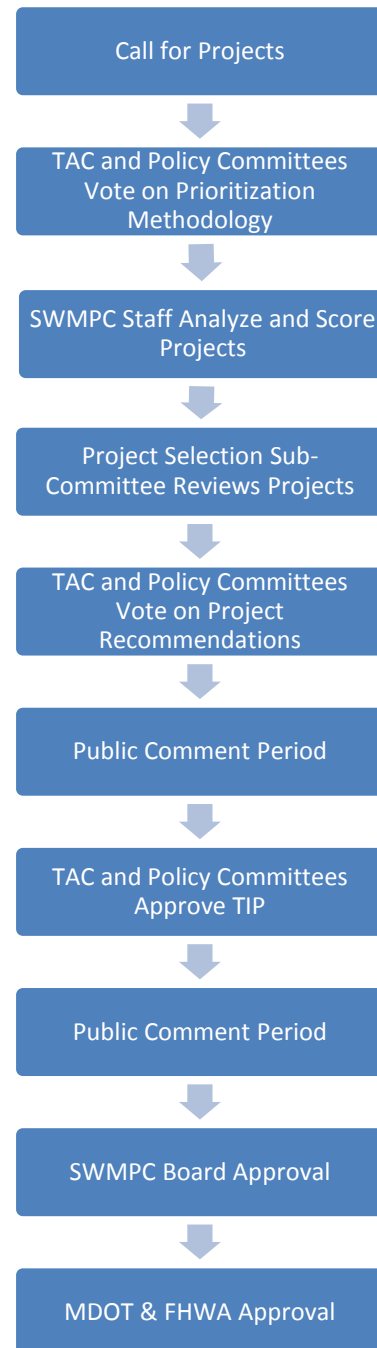 Call for Projects
TAC and Policy Committees
Vote on Prioritization
Methodology
SWMPC Staff Analyze and Score
Projects
Project Selection Sub-
Committee Reviews Projects
TAC and Policy Committees
Vote on Project
Recommendations
Public Comment Period
TAC and Policy Committees
Approve TIP
Public Comment Period
SWMPC Board Approval
MDOT & FHWA Approval